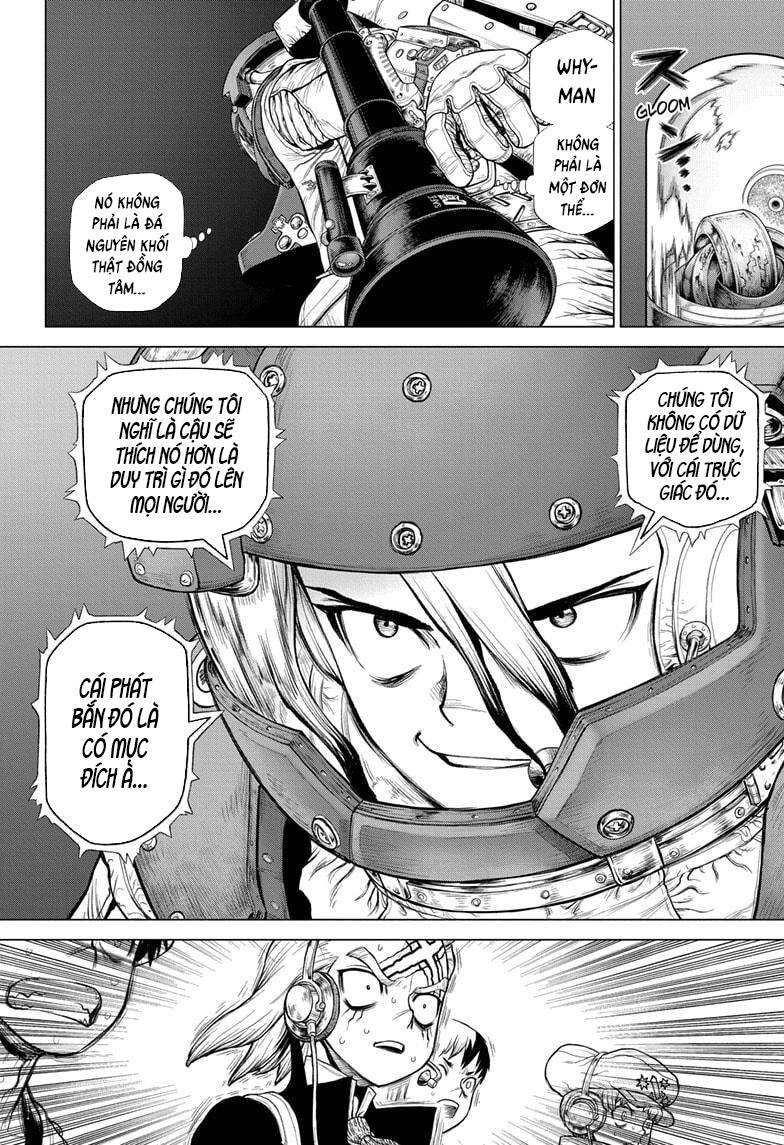 ス゛
GLOOM
WHY-
MAN
KHÔNG
PHẢI LÀ
MỘT ĐƠN
THỂ...
NÓ KHÔNG
PHẢI LÀ ĐÁ
NGUYÊN KHỐI
THẬT ĐỒNG
TÂM...
CHÚNG TÔI
KHÔNG CÓ DỮ
LIỆU ĐỂ DÙNG,
VỚI CÁI TRỰC
GIÁC ĐÓ...
NHƯNG CHÚNG TÔI
NGHĨ LÀ CẬU SẼ
THÍCH NÓ HƠN LÀ
DUY TRÌ GÌ ĐÓ LÊN
MỌI NGƯỜI...
CÁI PHÁT
BẮN ĐÓ LÀ
CÓ MỤC
ĐÍCH À...